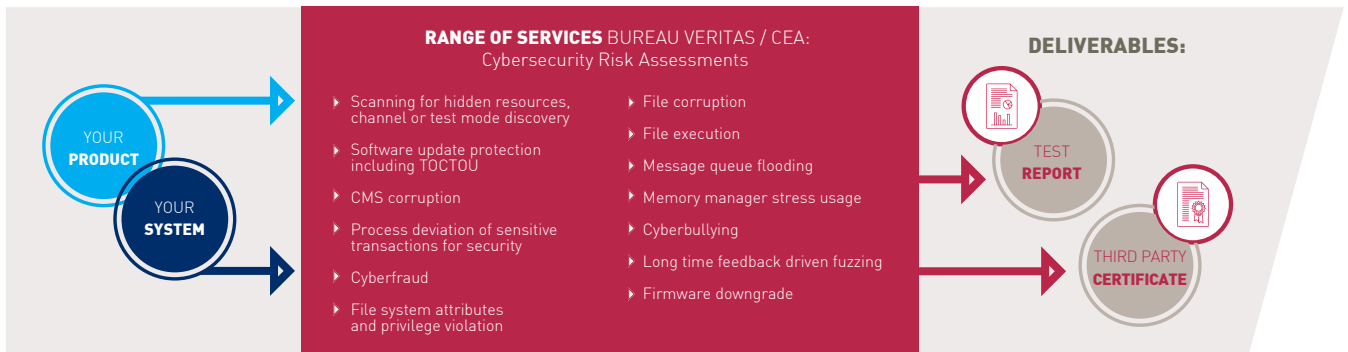 YOUR
PRODUCT
YOUR
SYSTEM
RANGE OF SERVICES BUREAU VERITAS / CEA:
Cybersecurity Risk Assessments
Scanning for hidden resources,
channel or test mode discovery
Software update protection
including TOCTOU
CMS corruption
Process deviation of sensitive
transactions for security
Cyberfraud
File system attributes
and privilege violation
File corruption
File execution
Message queue flooding
Memory manager stress usage
Cyberbullying
Long time feedback driven fuzzing
Firmware downgrade
DELIVERABLES:
TEST
REPORT
THIRD PARTY
CERTIFICATE